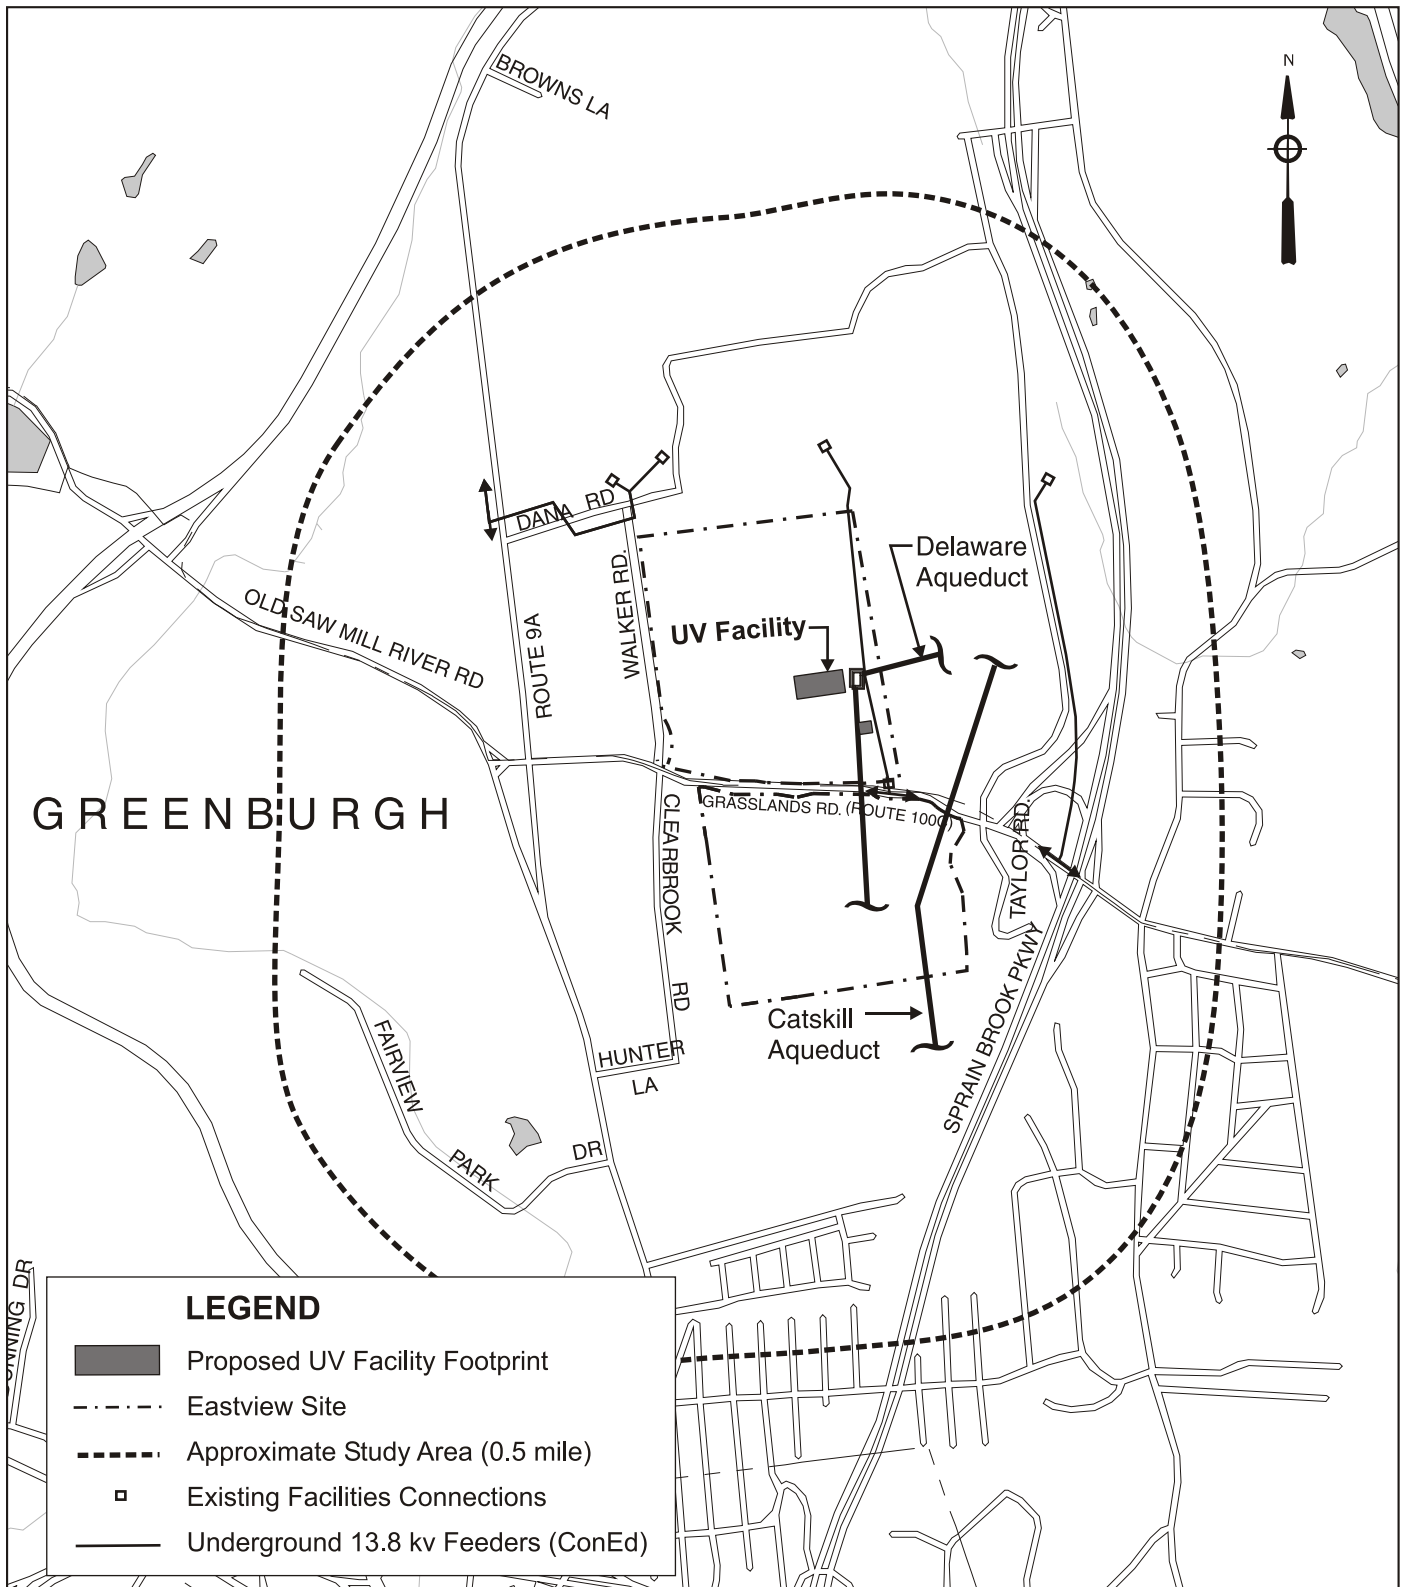 BROWNS LA
N
DANA RD
Delaware
Aqueduct
OLD SAW MILL RIVER RD
ROUTE 9A
WALKER RD.
UV Facility
GREENBURGH
GRASSLANDS RD. (ROUTE 100C)
CLEARBROOK RD
TAYLOR RD.
SPRAIN BROOK PKWY
Catskill
Aqueduct
FAIRVIEW PARK DR
HUNTER
LA
DR
LEGEND
Proposed UV Facility Footprint
Eastview Site
Approximate Study Area (0.5 mile)
Existing Facilities Connections
Underground 13.8 kv Feeders (ConEd)